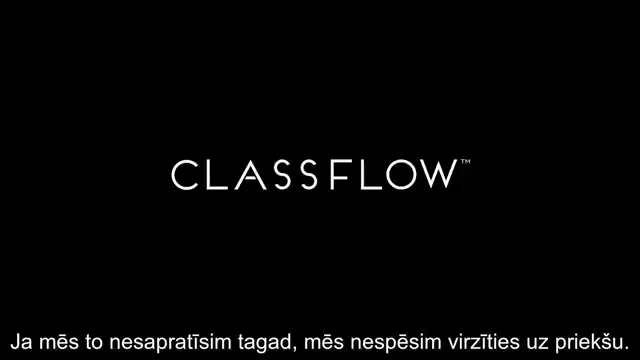 CLASSFLOW™
Ja mēs to nesapratīsim tagad, mēs nespēsim virzīties uz priekšu.